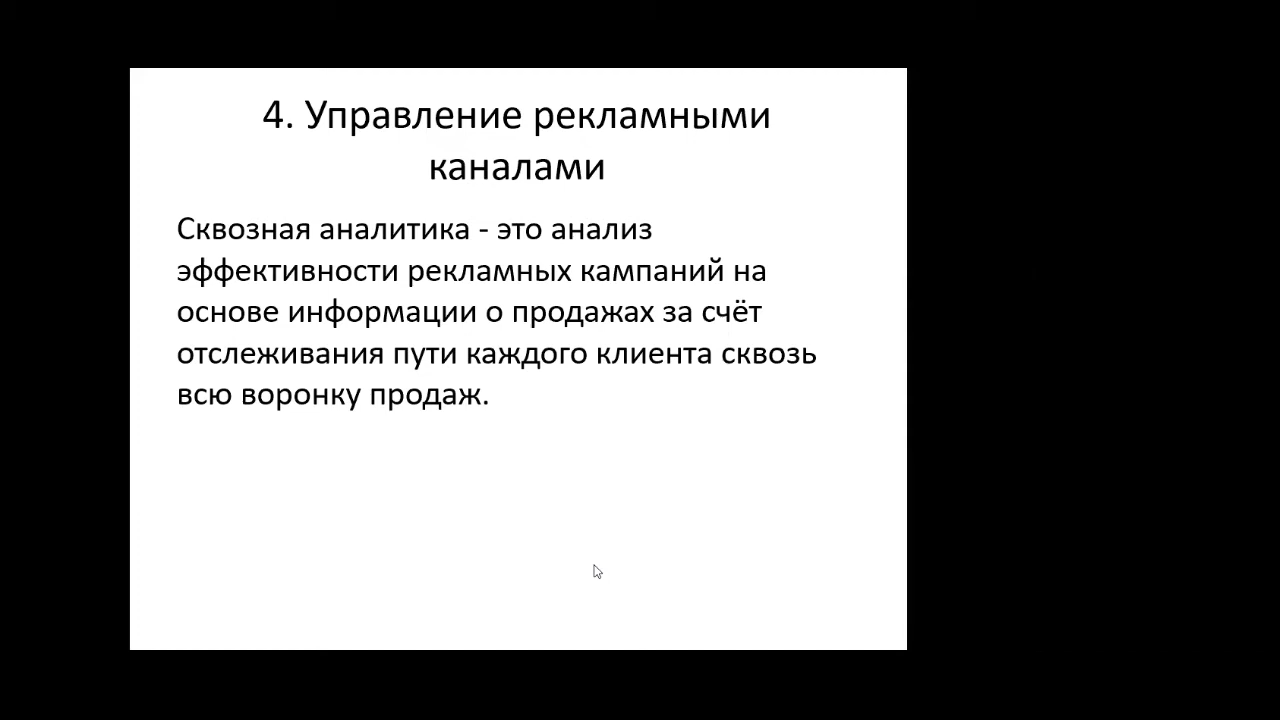 4. Управление рекламными
каналами
Сквозная аналитика - это анализ
эффективности рекламных кампаний на
основе информации о продажах за счёт
отслеживания пути каждого клиента сквозь
всю воронку продаж.